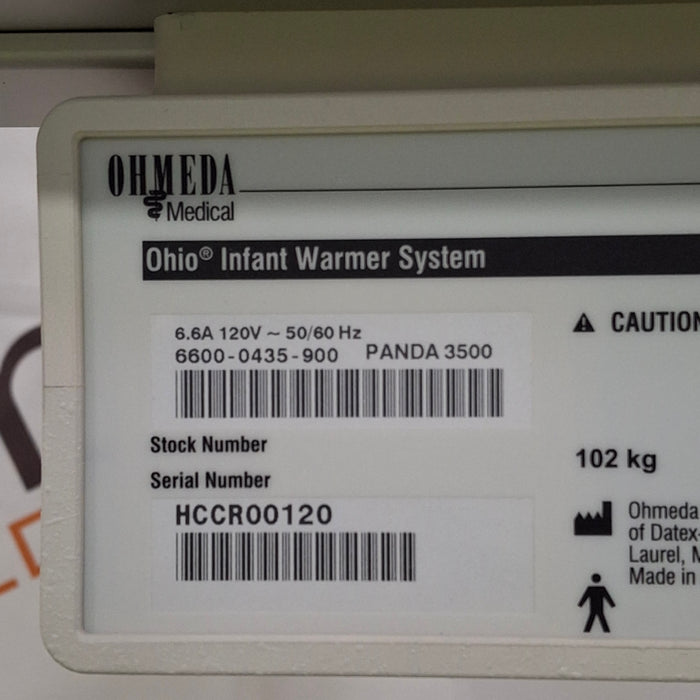 OHMEDA
Medical
Ohio® Infant Warmer System
6.6A 120V ~ 50/60 Hz
6600-0435-900 PANDA 3500
Stock Number
Serial Number
HCCR00120
CAUTION
102 kg
Ohmeda
of Datex-
Laurel, M
Made in